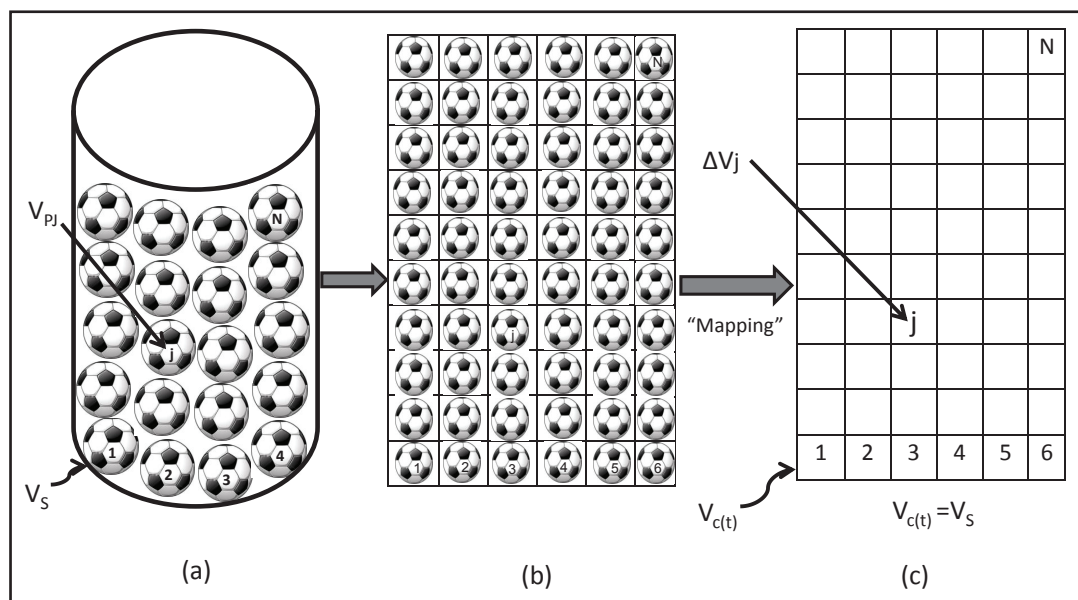 V_PJ
N
j
1
2
3
4
V_S
(a)
N
j
1 2 3 4 5 6
(b)
"Mapping"
N
ΔVj
j
1 2 3 4 5 6
V_c(t)
V_c(t) =V_S
(c)